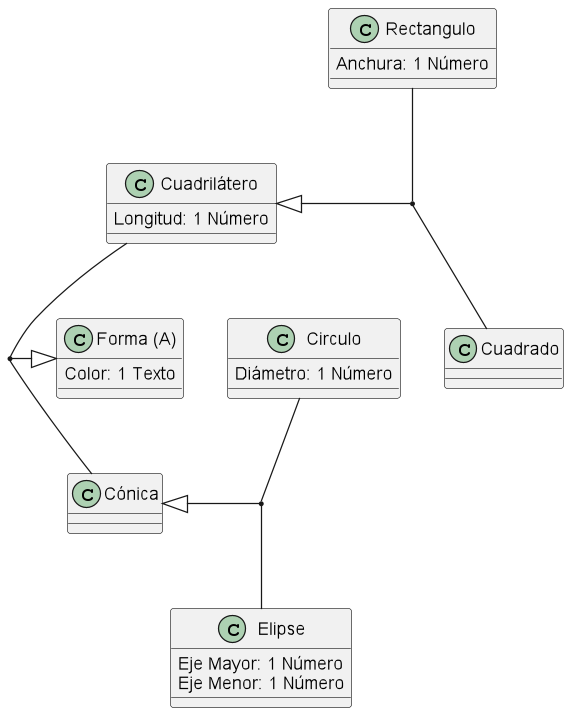 C Rectangulo
Anchura: 1 Número
C Cuadrilátero
Longitud: 1 Número
C Forma (A)
Color: 1 Texto
C Circulo
Diámetro: 1 Número
C Cuadrado
C Cónica
C Elipse
Eje Mayor: 1 Número
Eje Menor: 1 Número